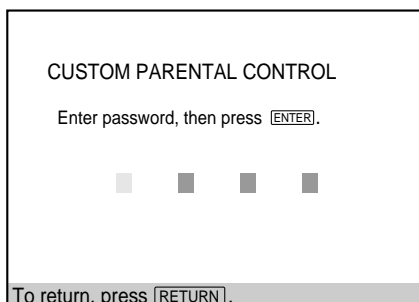 CUSTOM PARENTAL CONTROL
Enter password, then press ENTER.
To return, press RETURN.